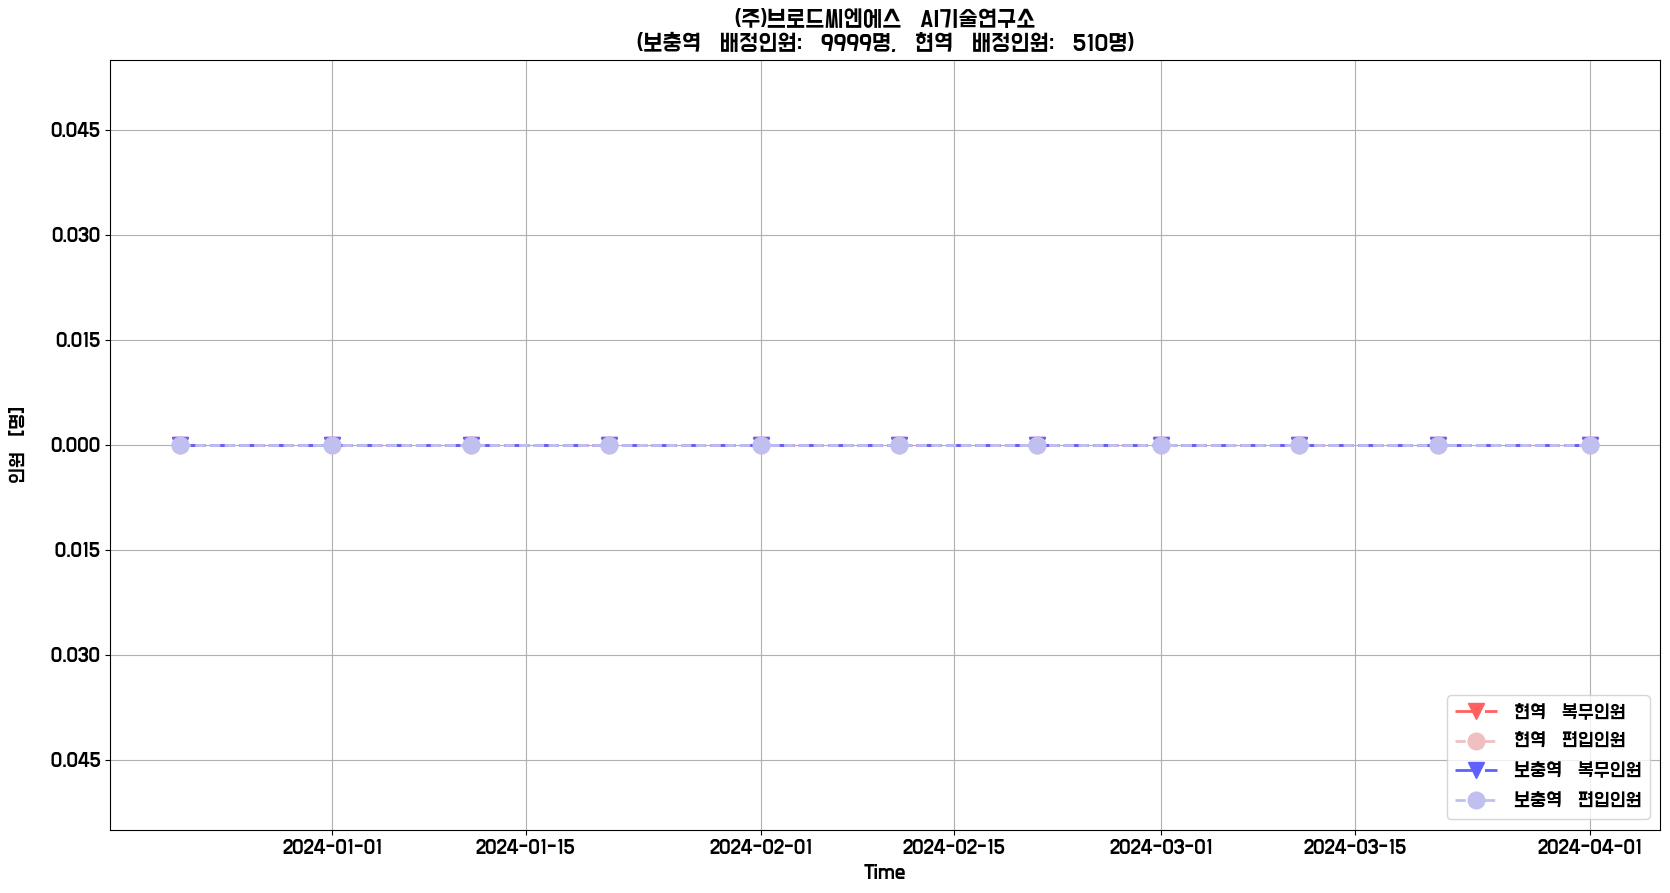 (주)브로드씨엔에스 AI기술연구소
(보충역 배정인원: 9999명, 현역 배정인원: 510명)
인원 [명]
0.045
0.030
0.015
0.000
0.015
0.030
0.045
현역 복무인원
현역 편입인원
보충역 복무인원
보충역 편입인원
2024-01-01 2024-01-15 2024-02-01 2024-02-15 2024-03-01 2024-03-15 2024-04-01
Time